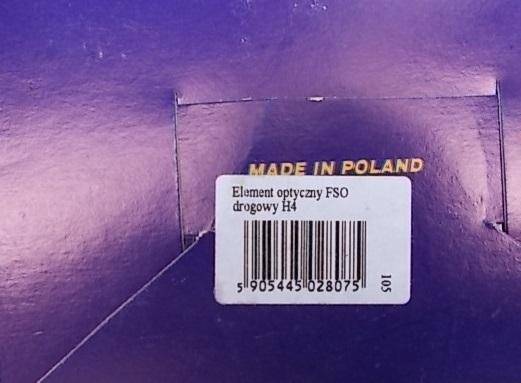 MADE IN POLAND
Element optyczny FSO
drogowy H4
5 905445 028075
105